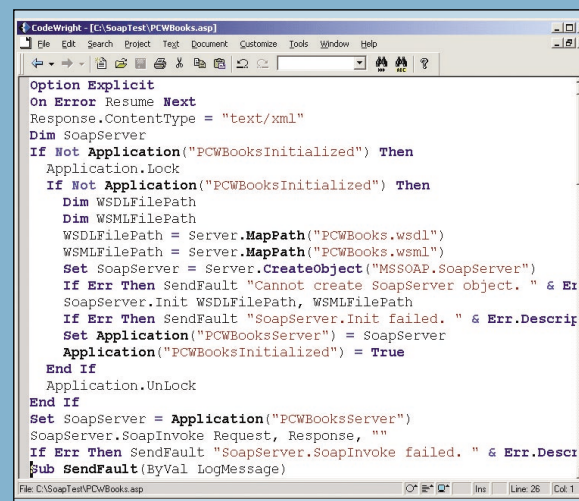 CodeWright - [C:\SoapTest\PCWBooks.asp]
File Edit Search Project Text Document Customize Tools Window Help
Option Explicit
On Error Resume Next
Response.ContentType = "text/xml"
Dim SoapServer
If Not Application("PCWBooksInitialized") Then
Application.Lock
If Not Application("PCWBooksInitialized") Then
Dim WSDLFilePath
Dim WSMLFilePath
WSDLFilePath = Server.MapPath("PCWBooks.wsdl")
WSMLFilePath = Server.MapPath("PCWBooks.wsml")
Set SoapServer = Server.CreateObject("MSSOAP.SoapServer")
If Err Then SendFault "Cannot create SoapServer object. " & Er
SoapServer.Init WSDLFilePath, WSMLFilePath
If Err Then SendFault "SoapServer.Init failed. " & Err.Descrip
Set Application("PCWBooksServer") = SoapServer
Application("PCWBooksInitialized") = True
End If
Application.UnLock
End If
Set SoapServer = Application("PCWBooksServer")
SoapServer.SoapInvoke Request, Response, ""
If Err Then SendFault "SoapServer.SoapInvoke failed. " & Err.Descr
Sub SendFault(ByVal LogMessage)
File: C:\SoapTest\PCWBooks.asp Ins Line: 26 Col: 1